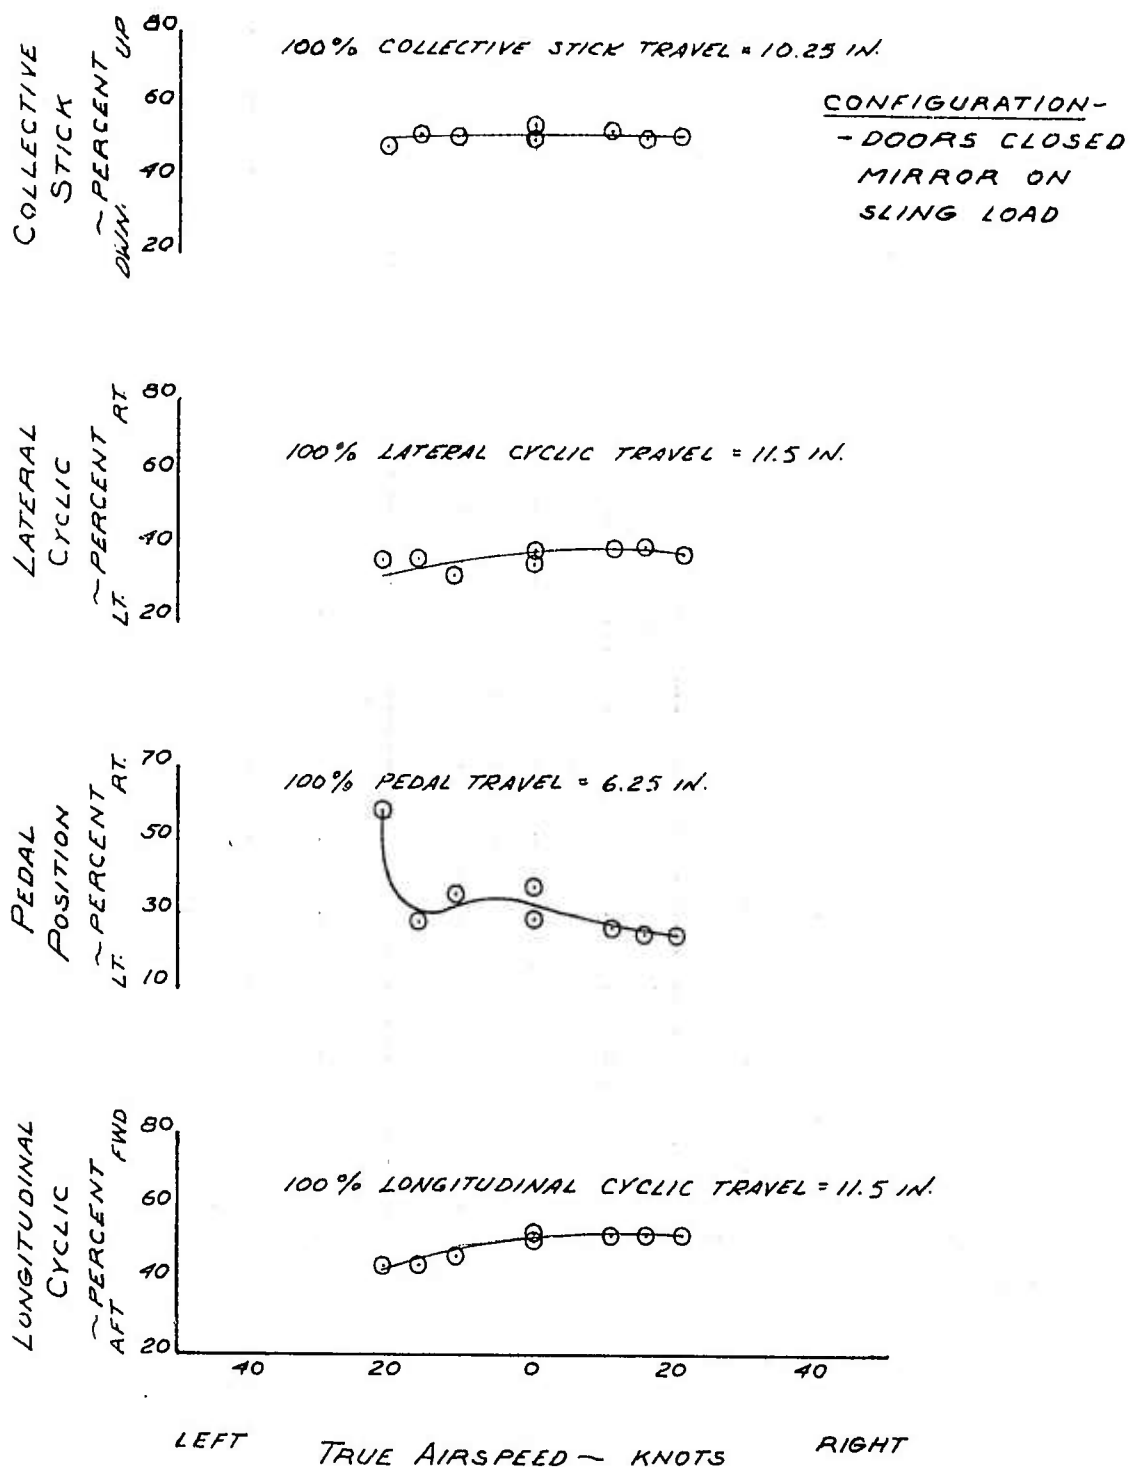 COLLECTIVE
STICK
~PERCENT
DWN. UP
80
60
40
20
100% COLLECTIVE STICK TRAVEL = 10.25 IN.
CONFIGURATION-
- DOORS CLOSED
MIRROR ON
SLING LOAD
LATERAL
CYCLIC
~PERCENT
LT. RT.
80
60
40
20
100% LATERAL CYCLIC TRAVEL = 11.5 IN.
PEDAL
POSITION
~PERCENT
LT. RT.
70
50
30
10
100% PEDAL TRAVEL = 6.25 IN.
LONGITUDINAL
CYCLIC
~PERCENT
AFT FWD
80
60
40
20
100% LONGITUDINAL CYCLIC TRAVEL = 11.5 IN.
40 20 0 20 40
LEFT TRUE AIRSPEED ~ KNOTS RIGHT